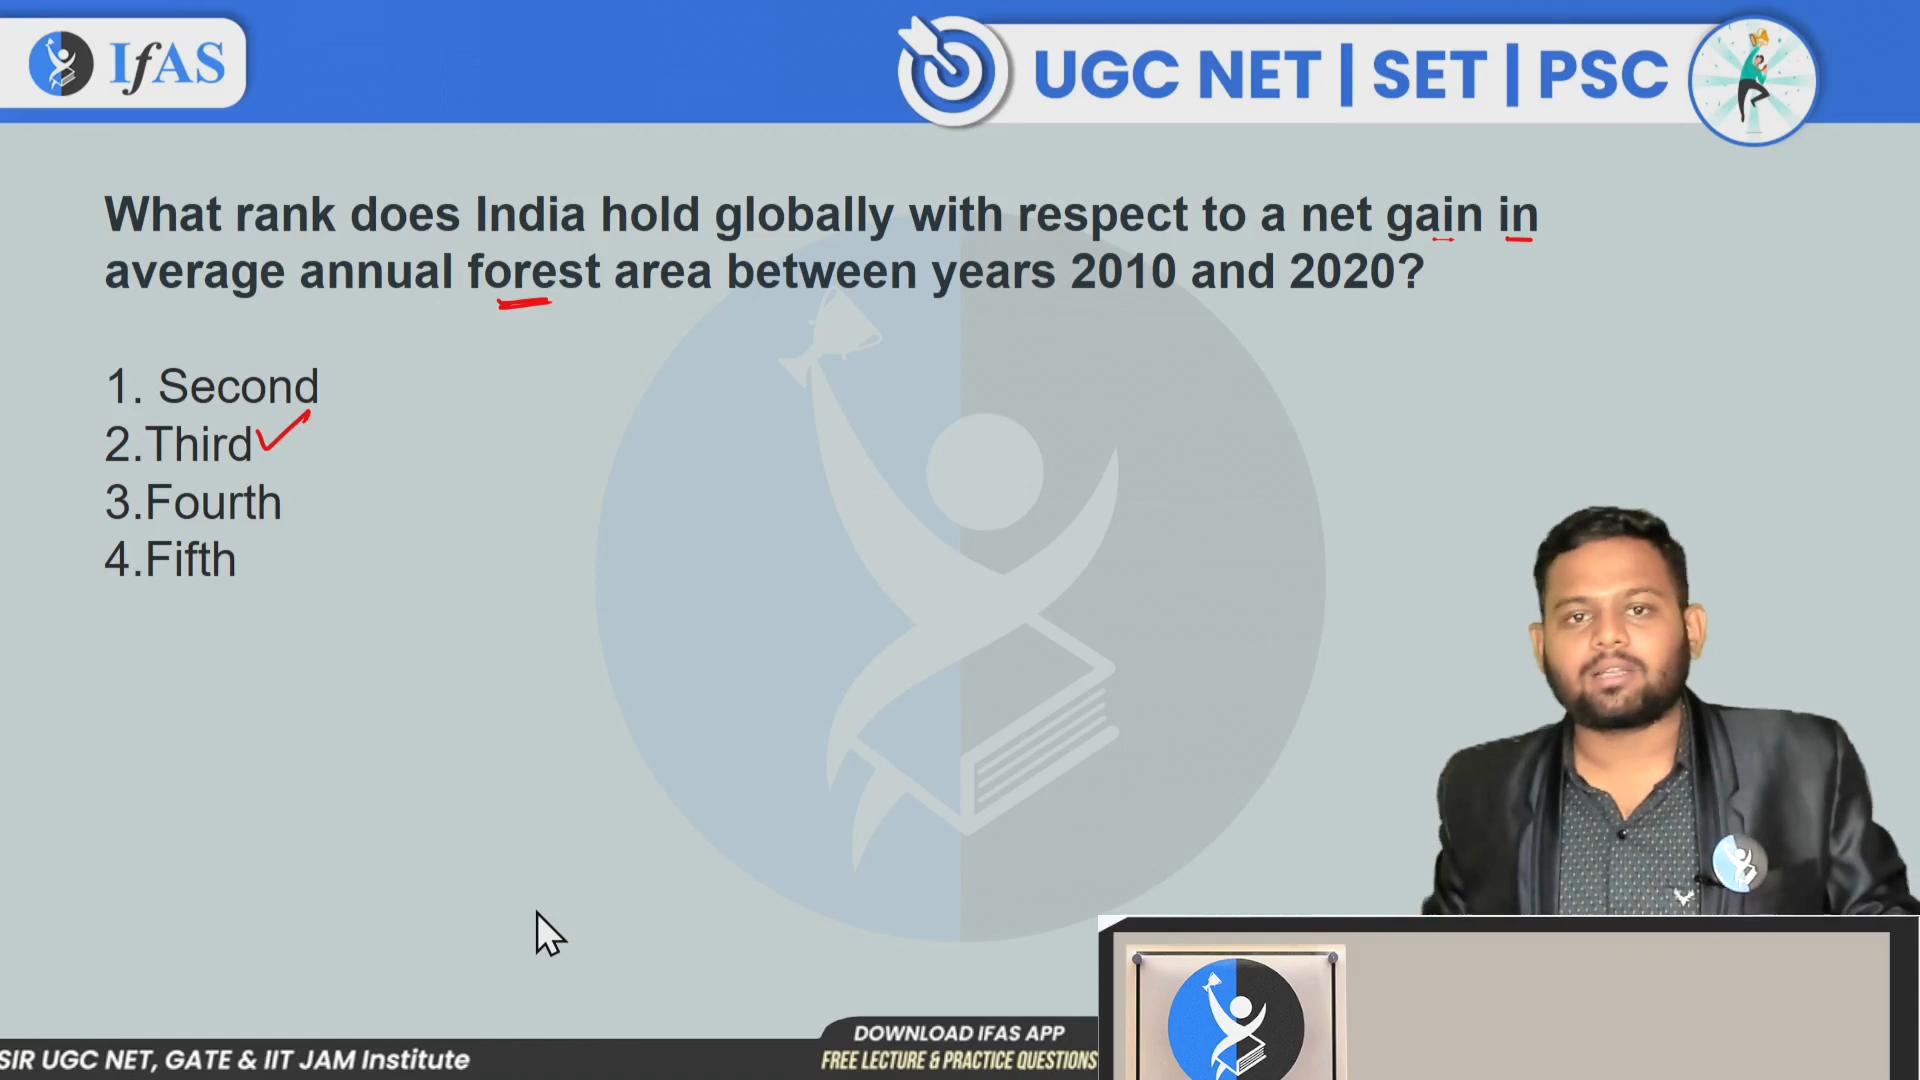 IfAS
UGC NET | SET | PSC
What rank does India hold globally with respect to a net gain in
average annual forest area between years 2010 and 2020?
1. Second
2.Third
3.Fourth
4.Fifth
DOWNLOAD IFAS APP
SIR UGC NET, GATE & IIT JAM Institute
FREE LECTURE & PRACTICE QUESTIONS